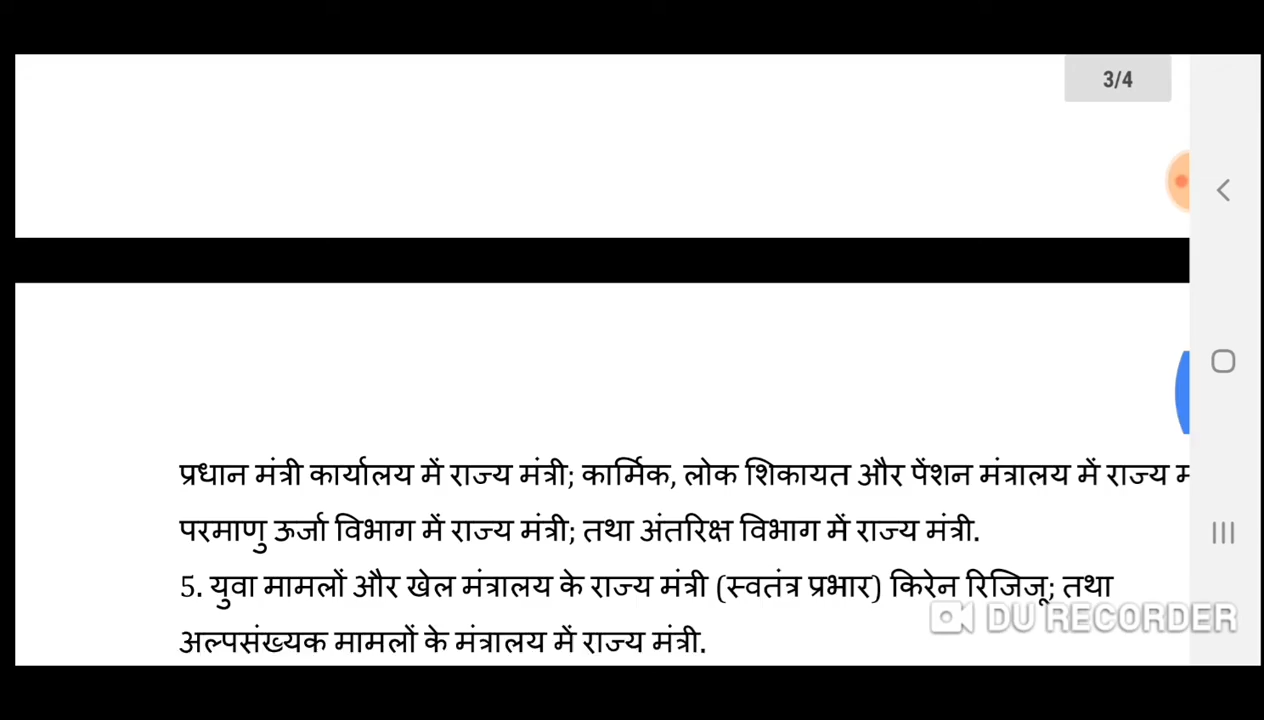 3/4
प्रधान मंत्री कार्यालय में राज्य मंत्री; कार्मिक, लोक शिकायत और पेंशन मंत्रालय में राज्य
परमाणु ऊर्जा विभाग में राज्य मंत्री; तथा अंतरिक्ष विभाग में राज्य मंत्री.
5. युवा मामलों और खेल मंत्रालय के राज्य मंत्री (स्वतंत्र प्रभार) किरेन रिजिजू; तथा
DU RECORDER
अल्पसंख्यक मामलों के मंत्रालय में राज्य मंत्री.